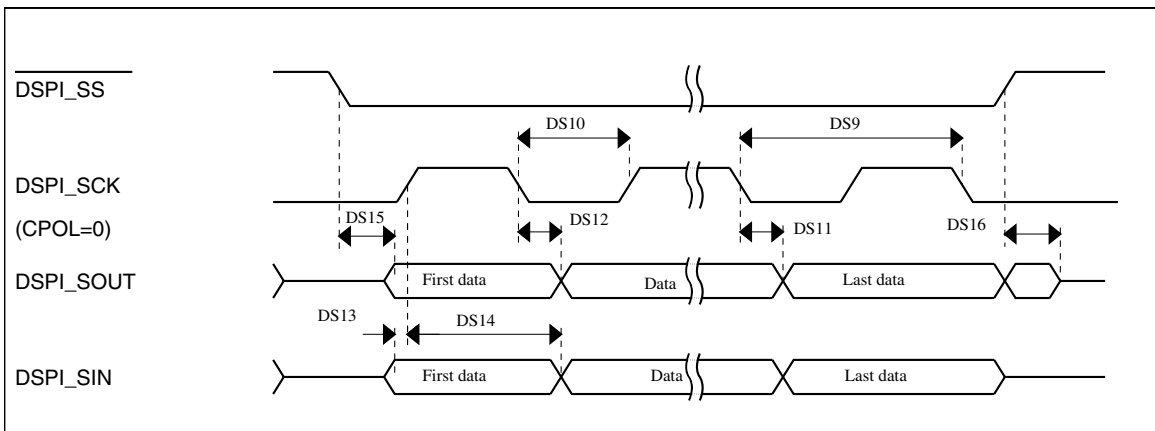 DSPI_SS
DS10 DS9
DSPI_SCK
(CPOL=0) DS15 DS12 DS11 DS16
DSPI_SOUT First data Data Last data
DS13 DS14
DSPI_SIN First data Data Last data